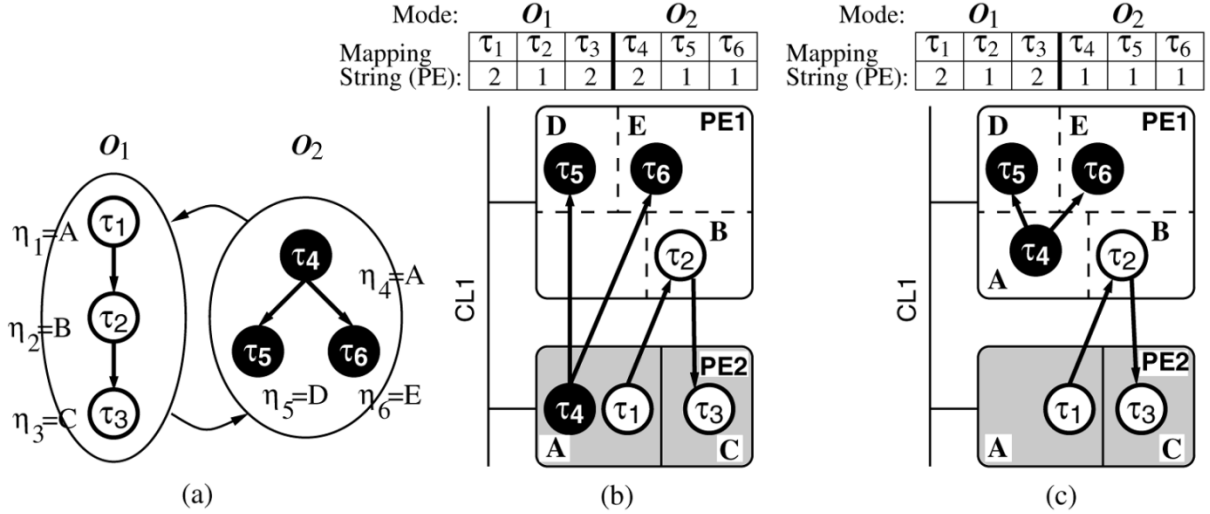 Mode: O1 O2
τ1 τ2 τ3 τ4 τ5 τ6
Mapping
String (PE): 2 1 2 2 1 1
Mode: O1 O2
τ1 τ2 τ3 τ4 τ5 τ6
Mapping
String (PE): 2 1 2 1 1 1
O1 O2
τ1
η1=A
τ2
η2=B
τ3
η3=C
τ4
η4=A
τ5 τ6
η5=D η6=E
(a)
CL1
D E PE1
τ5 τ6
B
τ2
PE2
τ4 τ1 τ3
A C
(b)
CL1
D E PE1
τ5 τ6
τ4 B
A τ2
PE2
τ1 τ3
A C
(c)